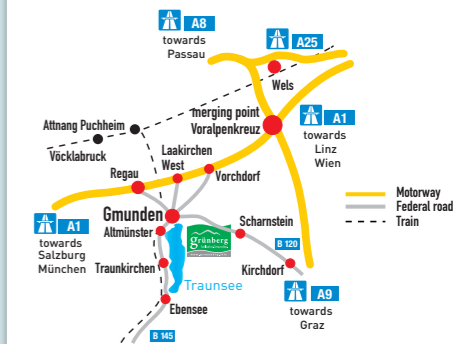 A8
towards
Passau
A25
Wels
merging point
Voralpenkreuz
A1
towards
Linz
Wien
Attnang Puchheim
Vöcklabruck
Laakirchen
West
Regau
Vorchdorf
Motorway
Federal road
Train
A1
towards
Salzburg
München
Gmunden
Altmünster
grünberg
Scharnstein
B 120
Traunkirchen
Traunsee
Kirchdorf
A9
towards
Graz
Ebensee
B 145